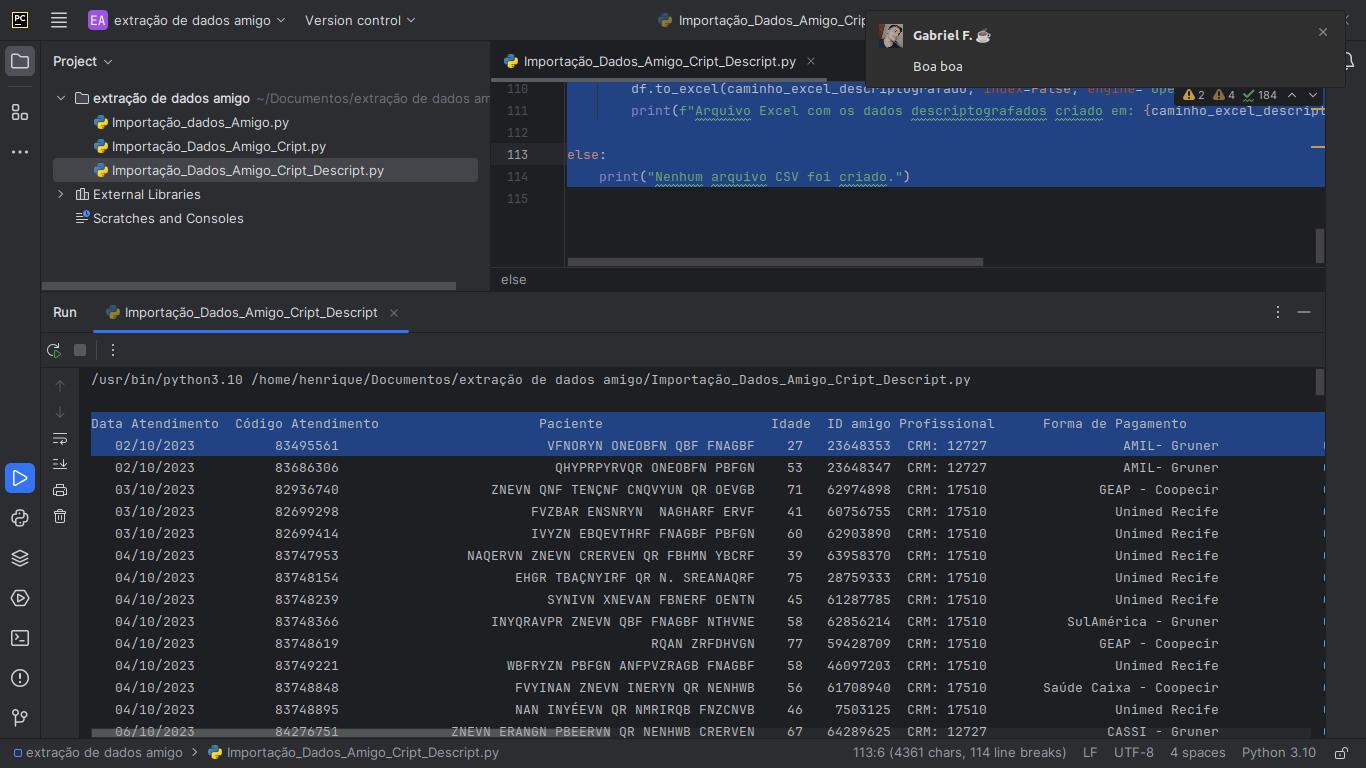 PC
EA extração de dados amigo
Version control
Importação_Dados_Amigo_Crip
Gabriel F. ☕
Boa boa
Project
extração de dados amigo ~/Documentos/extração de dados am
Importação_dados_Amigo.py
Importação_Dados_Amigo_Cript.py
Importação_Dados_Amigo_Cript_Descript.py
External Libraries
Scratches and Consoles
Importação_Dados_Amigo_Cript_Descript.py
2 4 184
110 df.to_excel(caminho_excel_descriptografado, index=False, engine='ope
111 print(f"Arquivo Excel com os dados descriptografados criado em: {caminho_excel_descript
112
113 else:
114 print("Nenhum arquivo CSV foi criado.")
115
else
Run Importação_Dados_Amigo_Cript_Descript
/usr/bin/python3.10 /home/henrique/Documentos/extração de dados amigo/Importação_Dados_Amigo_Cript_Descript.py
Data Atendimento Código Atendimento Paciente Idade ID amigo Profissional Forma de Pagamento
02/10/2023 83495561 VFNORYN ONEOBFN QBF FNAGBF 27 23648353 CRM: 12727 AMIL- Gruner
02/10/2023 83686306 QHYPRPYRVQR ONEOBFN PBFGN 53 23648347 CRM: 12727 AMIL- Gruner
03/10/2023 82936740 ZNEVN QNF TENÇNF CNQVYUN QR OEVGB 71 62974898 CRM: 17510 GEAP - Coopecir
03/10/2023 82699298 FVZBAR ENSNRYN  NAGHARF ERVF 41 60756755 CRM: 17510 Unimed Recife
03/10/2023 82699414 IVYZN EBQEVTHRF FNAGBF PBFGN 60 62903890 CRM: 17510 Unimed Recife
04/10/2023 83747953 NAQERVN ZNEVN CRERVEN QR FBHMN YBCRF 39 63958370 CRM: 17510 Unimed Recife
04/10/2023 83748154 EHGR TBAÇNYIRF QR N. SREANAQRF 75 28759333 CRM: 17510 Unimed Recife
04/10/2023 83748239 SYNIVN XNEVAN FBNERF OENTN 45 61287785 CRM: 17510 Unimed Recife
04/10/2023 83748366 INYQRAVPR ZNEVN QBF FNAGBF NTHVNE 58 62856214 CRM: 17510 SulAmérica - Gruner
04/10/2023 83748619 RQAN ZRFDHVGN 77 59428709 CRM: 17510 GEAP - Coopecir
04/10/2023 83749221 WBFRYZN PBFGN ANFPVZRAGB FNAGBF 58 46097203 CRM: 17510 Unimed Recife
04/10/2023 83748848 FVYINAN ZNEVN INERYN QR NENHWB 56 61708940 CRM: 17510 Saúde Caixa - Coopecir
04/10/2023 83748895 NAN INYÉEVN QR NMRIRQB FNZCNVB 46 7503125 CRM: 17510 Unimed Recife
06/10/2023 84276751 ZNEVN ERANGN PBEERVN QR NENHWB CRERVEN 67 64289625 CRM: 12727 CASSI - Gruner
extração de dados amigo > Importação_Dados_Amigo_Cript_Descript.py
113:6 (4361 chars, 114 line breaks) LF UTF-8 4 spaces Python 3.10